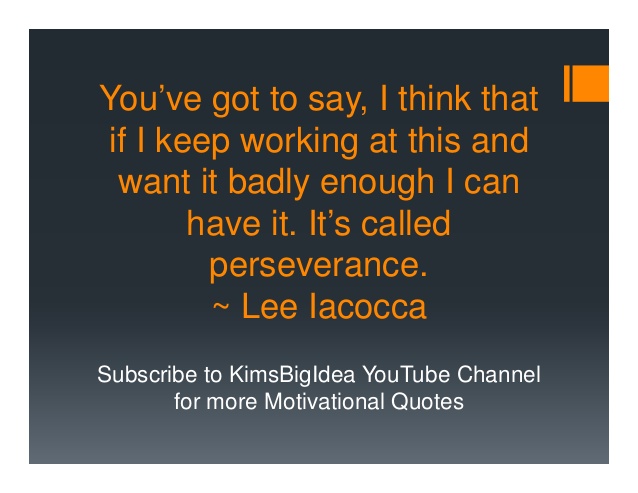 You’ve got to say, I think that
if I keep working at this and
want it badly enough I can
have it. It’s called
perseverance.
~ Lee Iacocca
Subscribe to KimsBigIdea YouTube Channel
for more Motivational Quotes